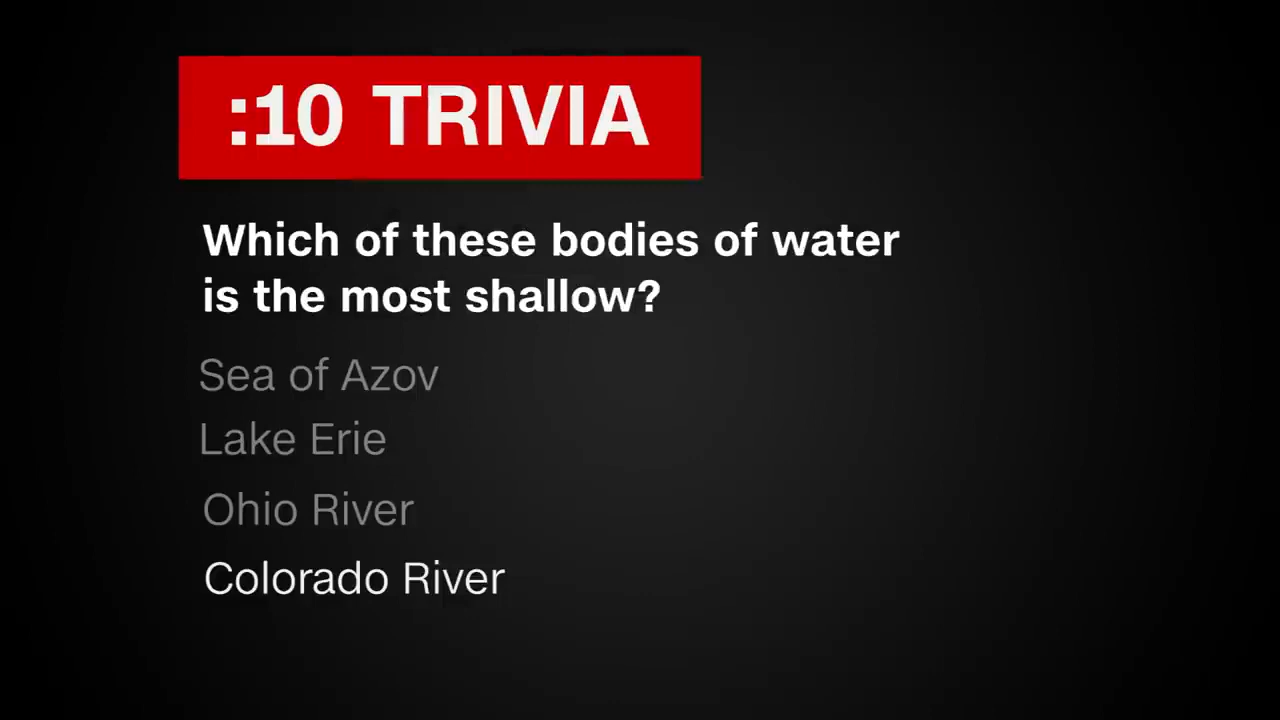 :10 TRIVIA
Which of these bodies of water
is the most shallow?
Sea of Azov
Lake Erie
Ohio River
Colorado River